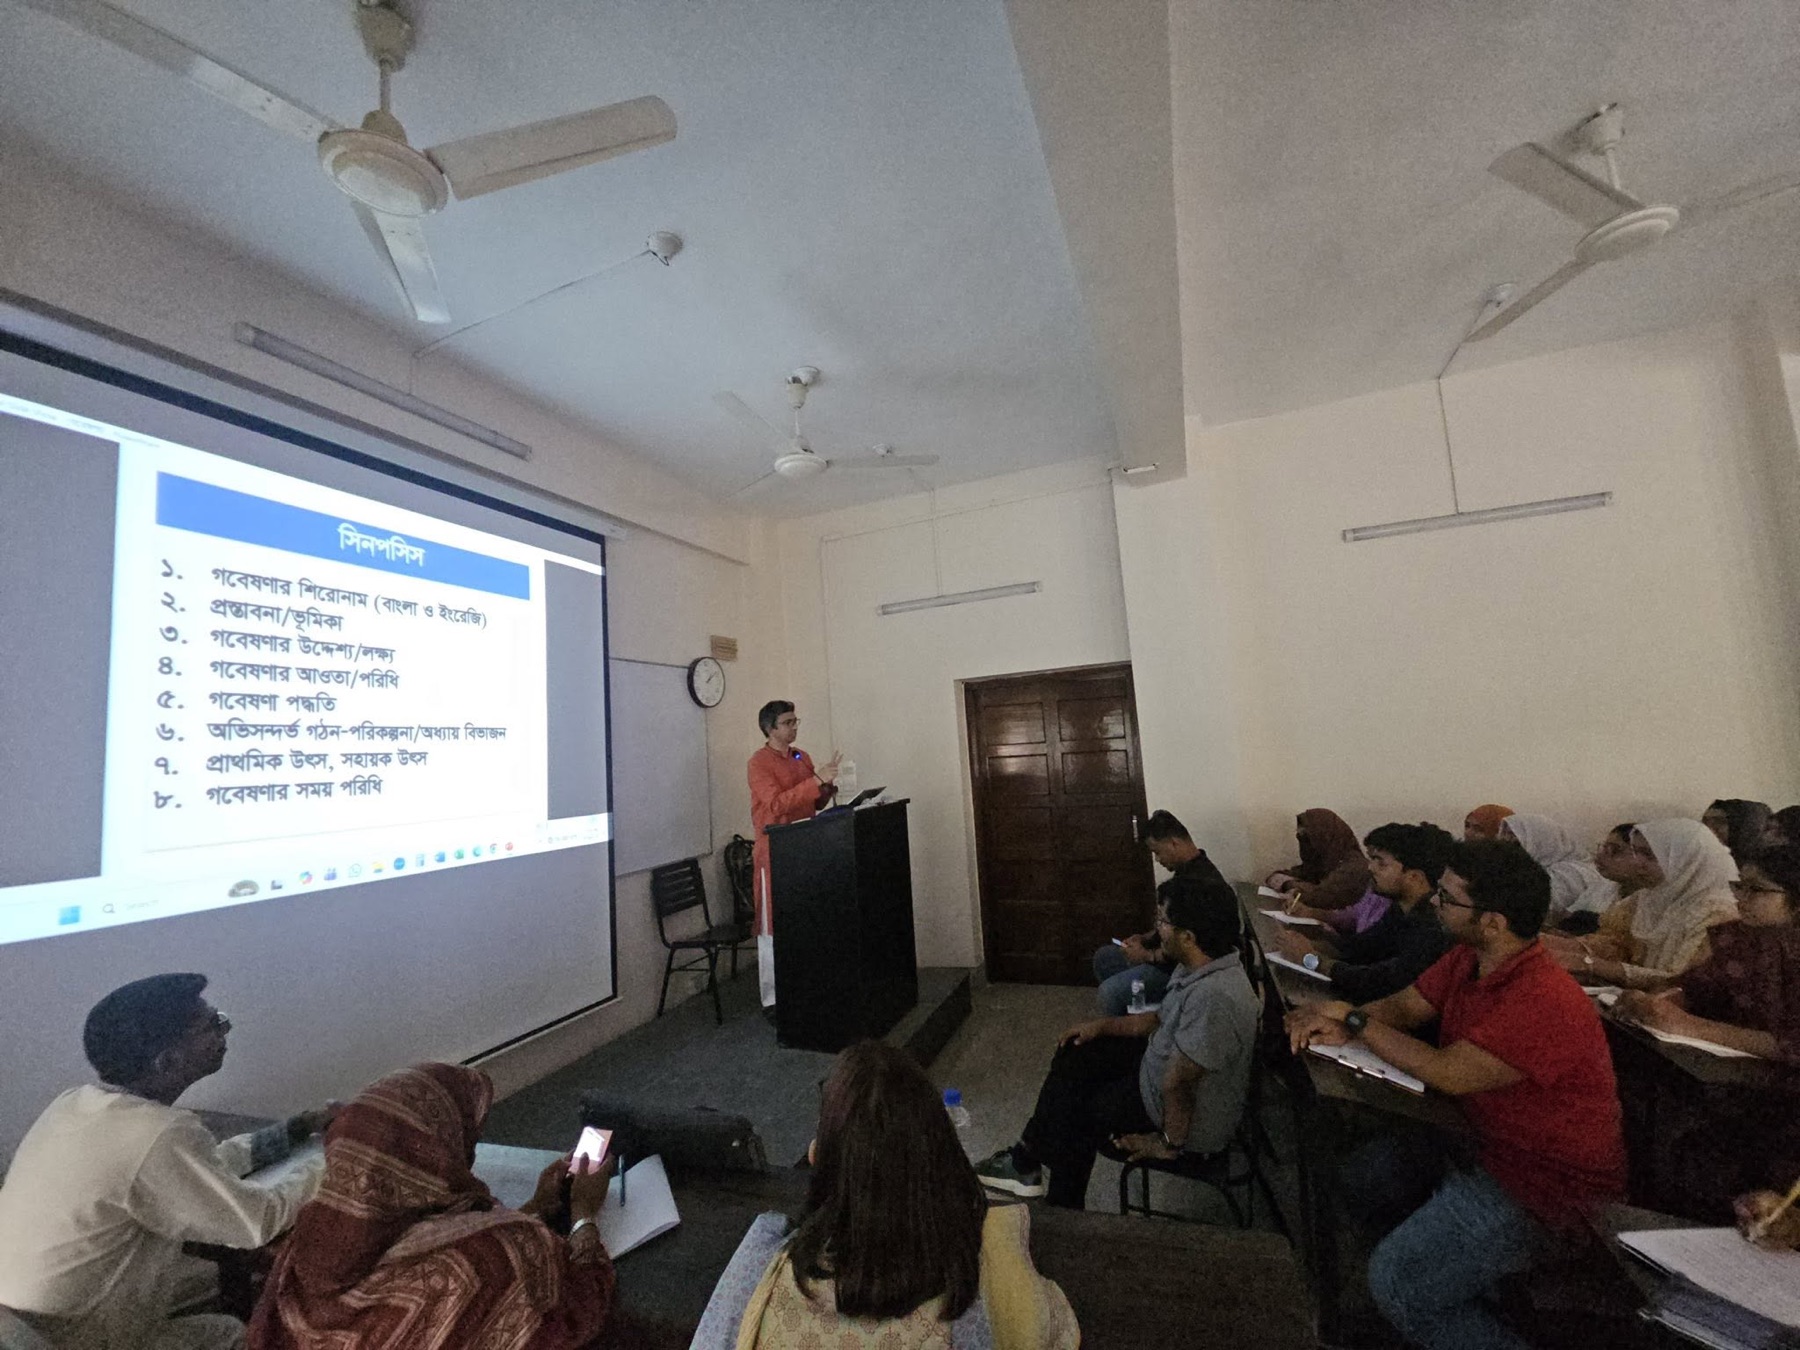 সিনপসিস
১. গবেষণার শিরোনাম (বাংলা ও ইংরেজি)
২. প্রস্তাবনা/ভূমিকা
৩. গবেষণার উদ্দেশ্য/লক্ষ্য
৪. গবেষণার আওতা/পরিধি
৫. গবেষণা পদ্ধতি
৬. অভিসন্দর্ভ গঠন-পরিকল্পনা/অধ্যায় বিভাজন
৭. প্রাথমিক উৎস, সহায়ক উৎস
৮. গবেষণার সময় পরিধি